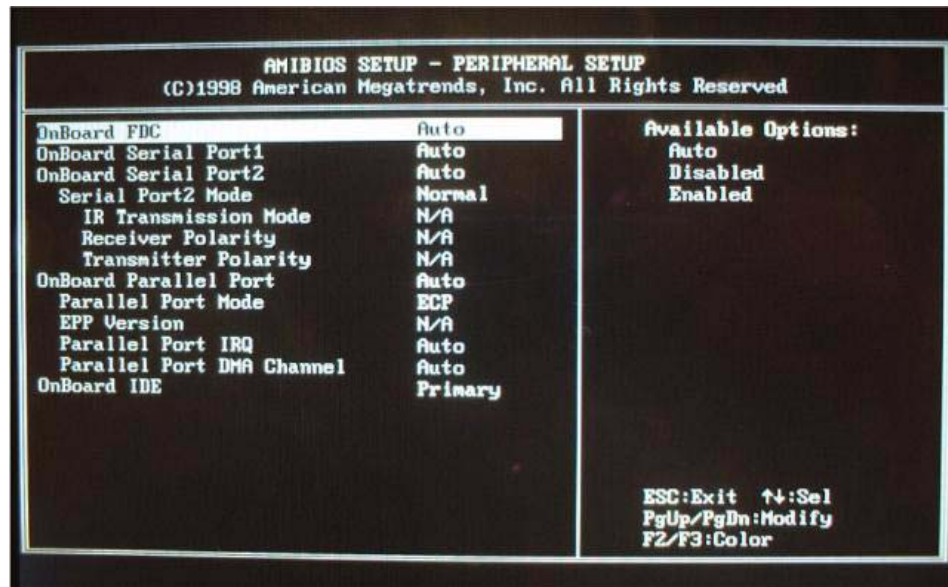 AMIBIOS SETUP - PERIPHERAL SETUP
(C)1998 American Megatrends, Inc. All Rights Reserved
OnBoard FDC Auto
OnBoard Serial Port1 Auto
OnBoard Serial Port2 Auto
Serial Port2 Mode Normal
IR Transmission Mode N/A
Receiver Polarity N/A
Transmitter Polarity N/A
OnBoard Parallel Port Auto
Parallel Port Mode ECP
EPP Version N/A
Parallel Port IRQ Auto
Parallel Port DMA Channel Auto
OnBoard IDE Primary
Available Options:
Auto
Disabled
Enabled
ESC:Exit ↑↓:Sel
PgUp/PgDn:Modify
F2/F3:Color